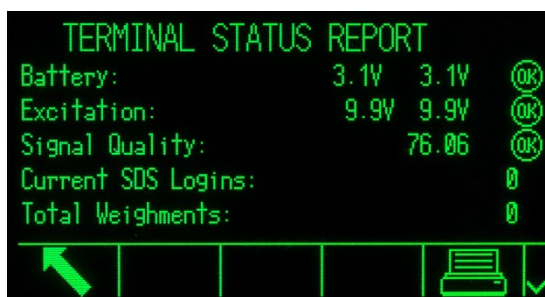 TERMINAL STATUS REPORT
Battery: 3.1V 3.1V OK
Excitation: 9.9V 9.9V OK
Signal Quality: 76.06 OK
Current SDS Logins: 0
Total Weighments: 0